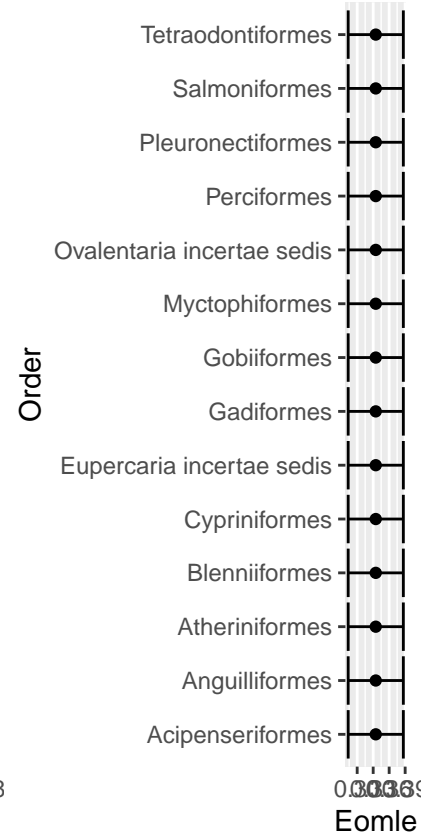 Tetraodontiformes
Salmoniformes
Pleuronectiformes
Perciformes
Ovalentaria incertae sedis
Myctophiformes
Order
Gobiiformes
Gadiformes
Eupercaria incertae sedis
Cypriniformes
Blenniiformes
Atheriniformes
Anguilliformes
Acipenseriformes
Eomle